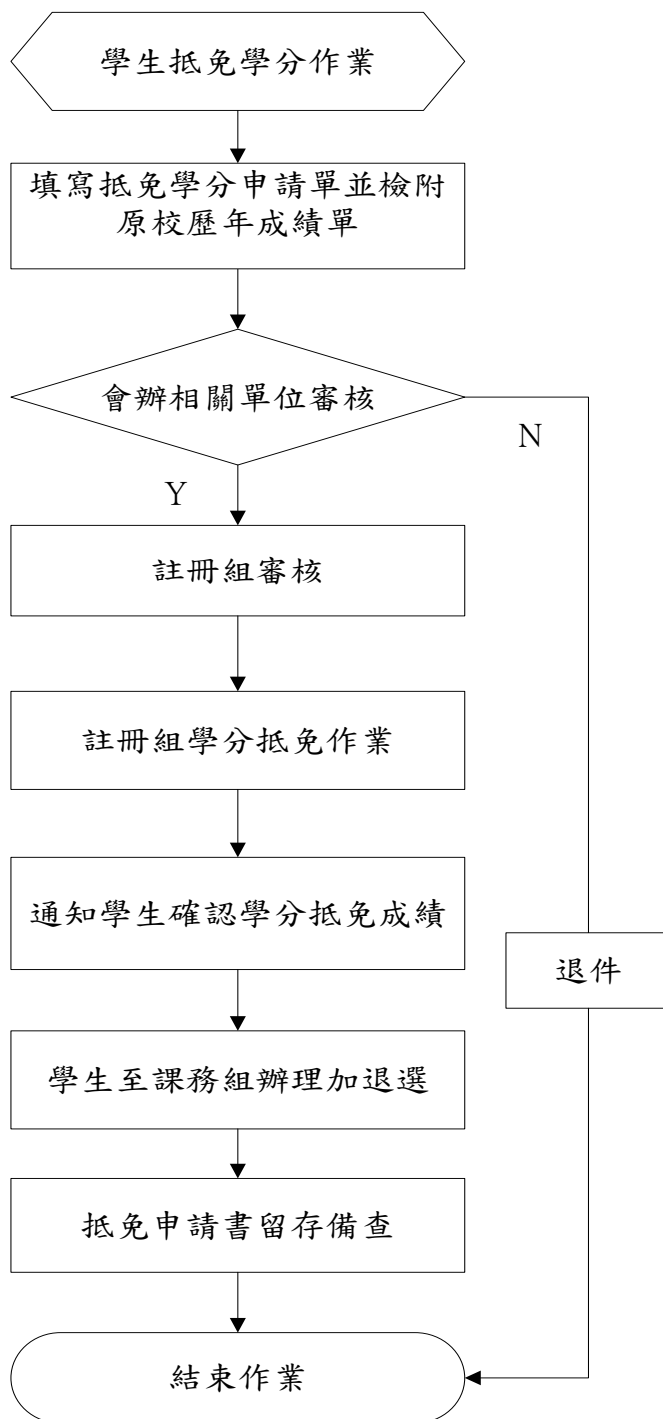 學生抵免學分作業
填寫抵免學分申請單並檢附
原校歷年成績單
會辦相關單位審核
N
Y
註冊組審核
註冊組學分抵免作業
通知學生確認學分抵免成績
退件
學生至課務組辦理加退選
抵免申請書留存備查
結束作業